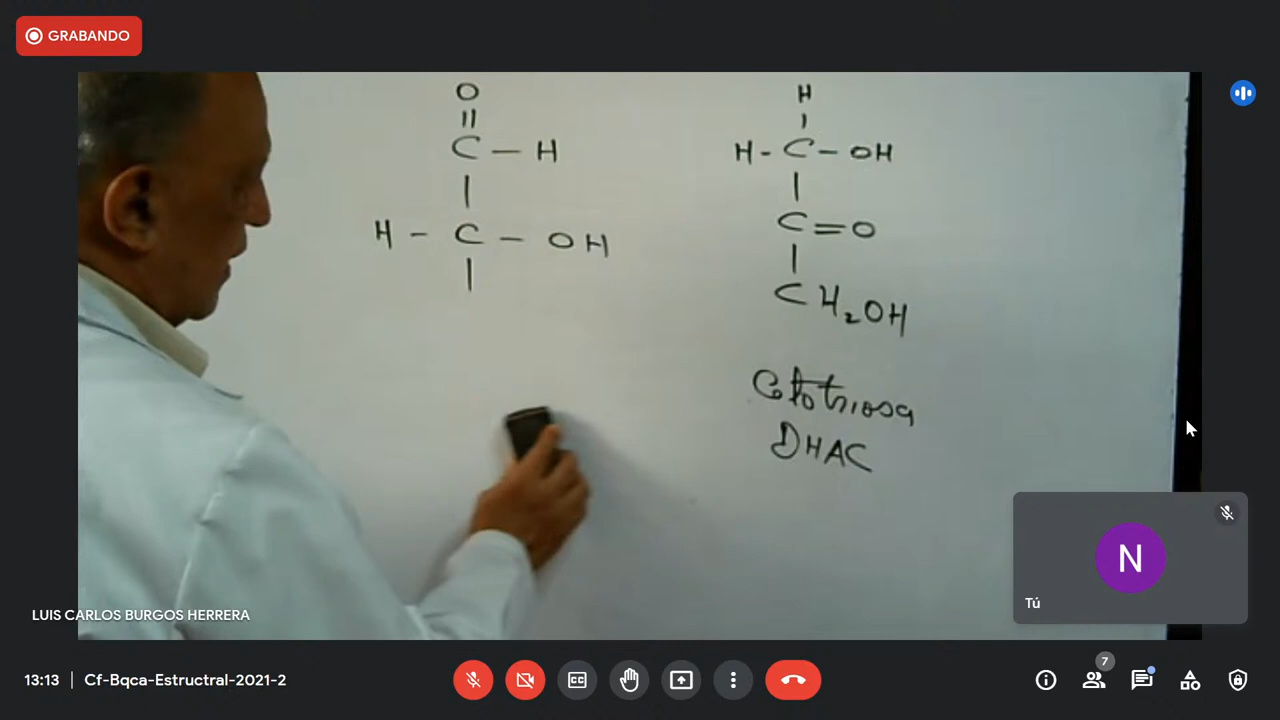 GRABANDO
O
||
C — H
|
H - C - OH
|
H
|
H - C - OH
|
C = O
|
CH₂OH
Cetotriosa
DHAC
N
Tú
LUIS CARLOS BURGOS HERRERA
13:13 | Cf-Bqca-Estructral-2021-2
CC
7